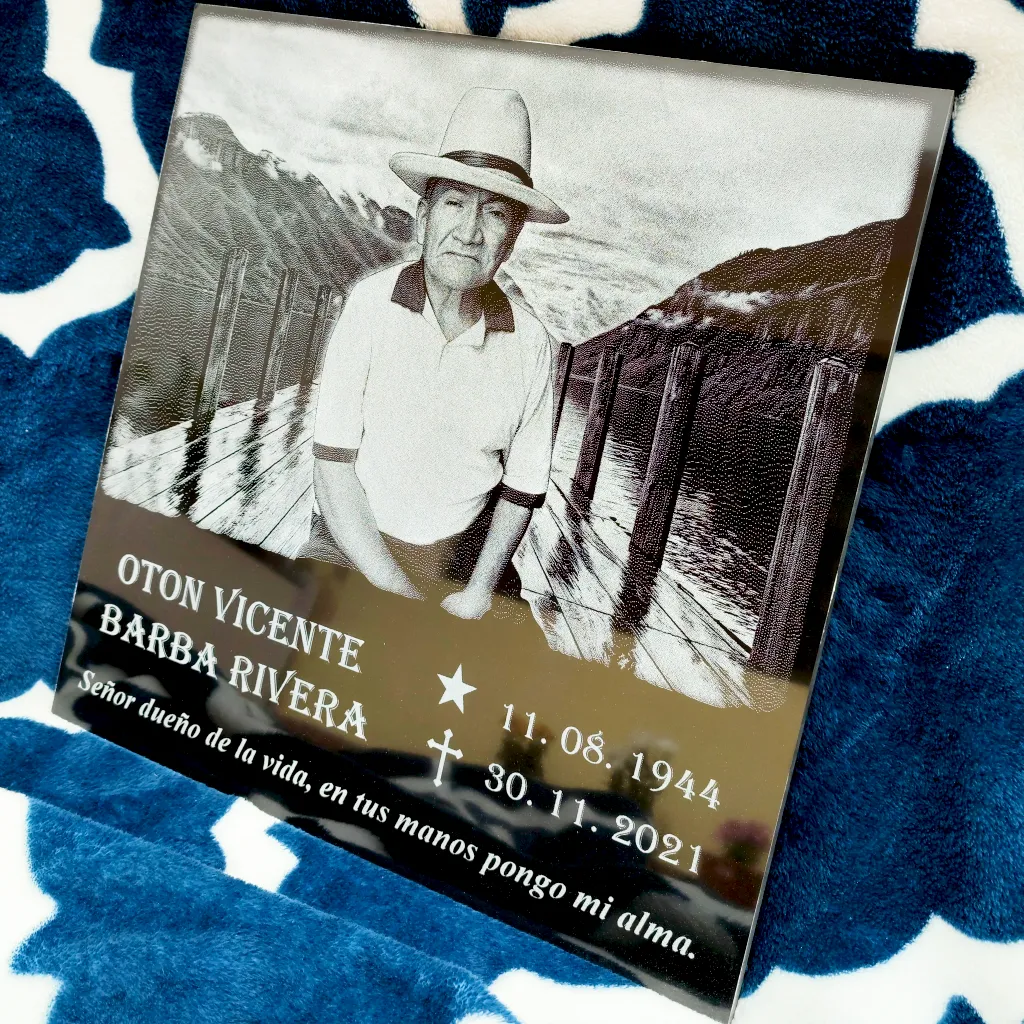 OTON VICENTE
BARBA RIVERA
11. 08. 1944
30. 11. 2021
Señor dueño de la vida, en tus manos pongo mi alma.